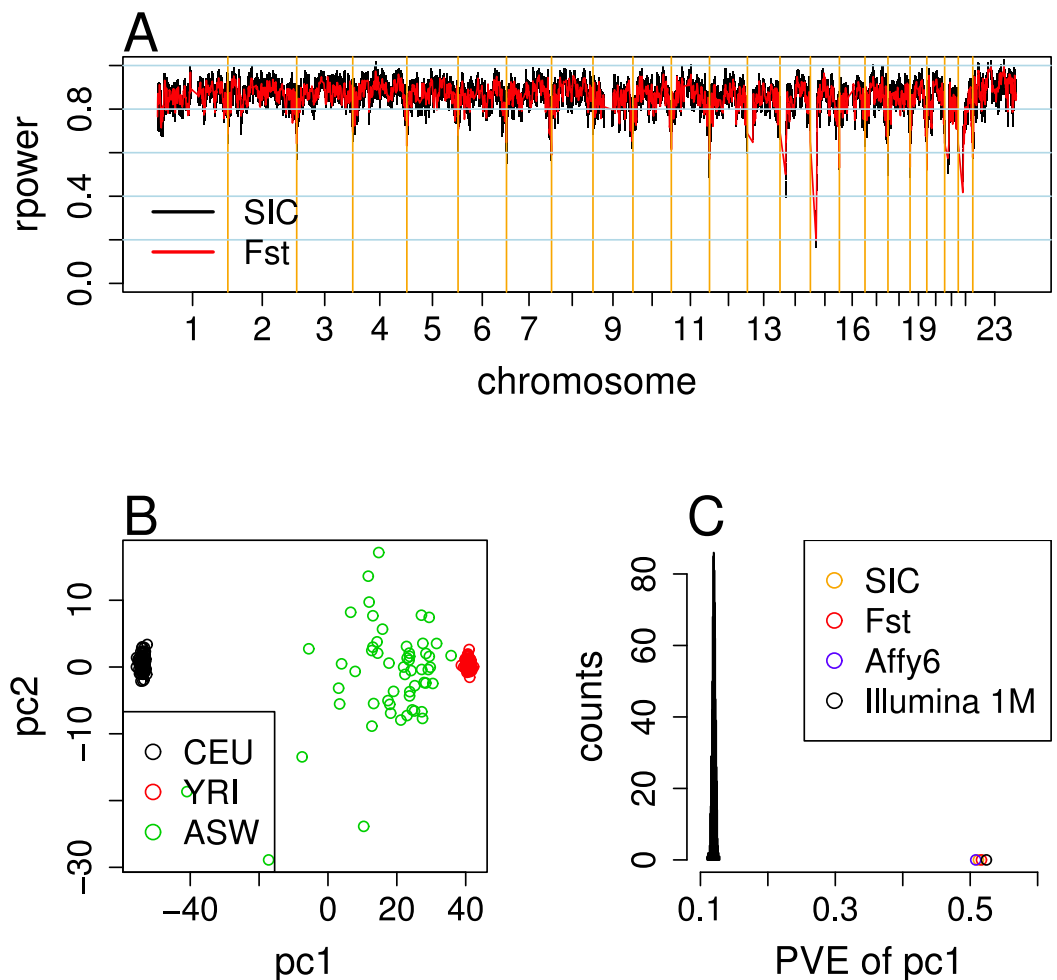 A
rpower
0.8
0.4
0.0
SIC
Fst
1 2 3 4 5 6 7 9 11 13 16 19 23
chromosome
B
pc2
10
0
-10
-30
CEU
YRI
ASW
-40 0 20 40
pc1
C
counts
80
60
40
20
0
SIC
Fst
Affy6
Illumina 1M
0.1 0.3 0.5
PVE of pc1